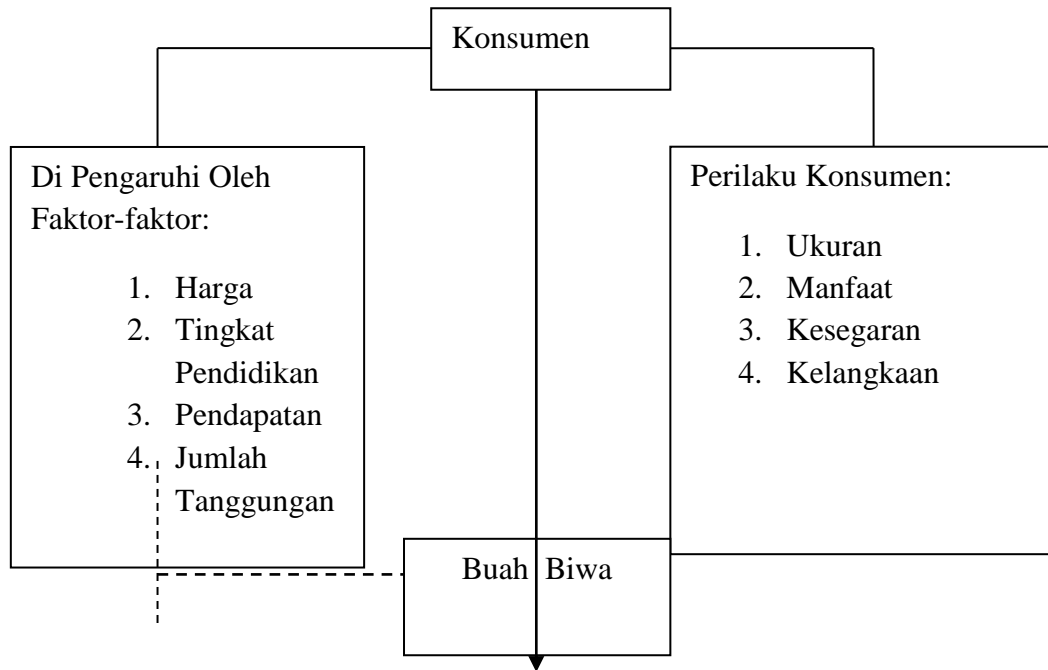 Konsumen
Di Pengaruhi Oleh
Faktor-faktor:
1. Harga
2. Tingkat
Pendidikan
3. Pendapatan
4. Jumlah
Tanggungan
Perilaku Konsumen:
1. Ukuran
2. Manfaat
3. Kesegaran
4. Kelangkaan
Buah Biwa